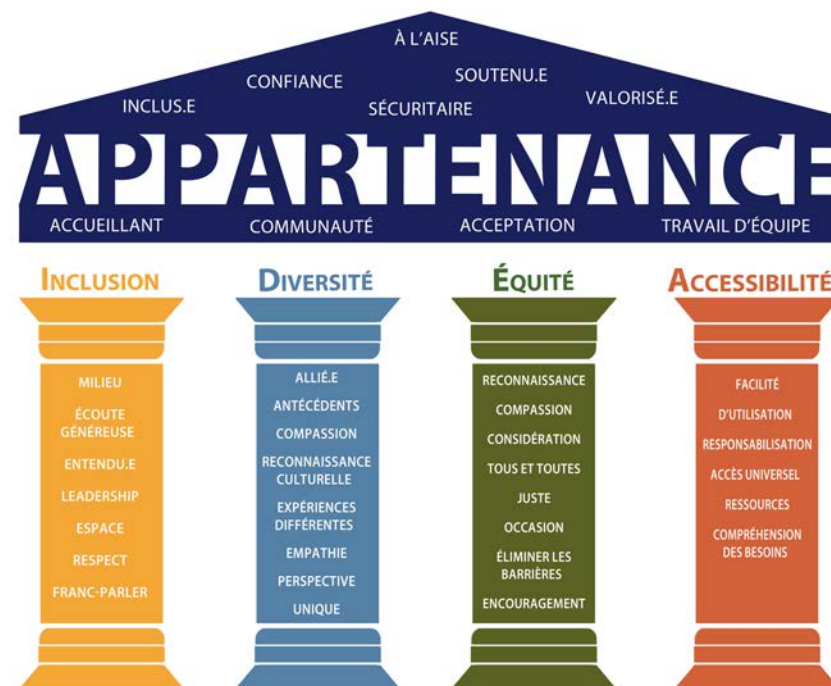 À L'AISE
CONFIANCE
SOUTENU.E
INCLUS.E
SÉCURITAIRE
VALORISÉ.E
APPARTENANCE
ACCUEILLANT
COMMUNAUTÉ
ACCEPTATION
TRAVAIL D'ÉQUIPE
INCLUSION
MILIEU
ÉCOUTE
GÉNÉREUSE
ENTENDU.E
LEADERSHIP
ESPACE
RESPECT
FRANC-PARLER
DIVERSITÉ
ALLIÉ.E
ANTÉCÉDENTS
COMPASSION
RECONNAISSANCE
CULTURELLE
EXPÉRIENCES
DIFFÉRENTES
EMPATHIE
PERSPECTIVE
UNIQUE
ÉQUITÉ
RECONNAISSANCE
COMPASSION
CONSIDÉRATION
TOUS ET TOUTES
JUSTE
OCCASION
ÉLIMINER LES
BARRIÈRES
ENCOURAGEMENT
ACCESSIBILITÉ
FACILITÉ
D'UTILISATION
RESPONSABILISATION
ACCÈS UNIVERSEL
RESSOURCES
COMPRÉHENSION
DES BESOINS